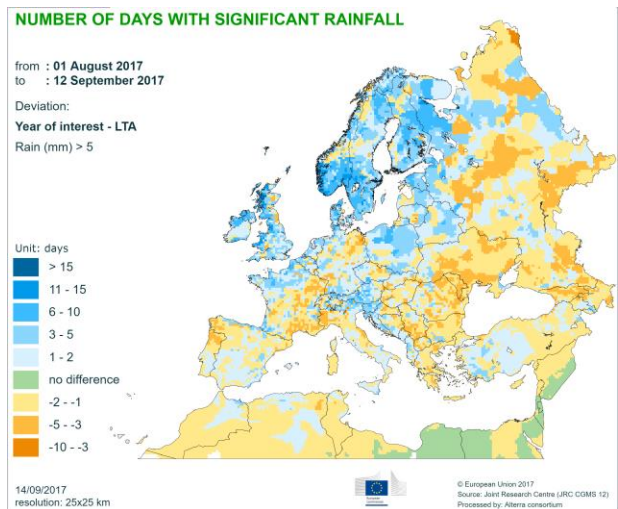 NUMBER OF DAYS WITH SIGNIFICANT RAINFALL
from : 01 August 2017
to : 12 September 2017
Deviation:
Year of interest - LTA
Rain (mm) > 5
Unit: days
> 15
11 - 15
6 - 10
3 - 5
1 - 2
no difference
-2 - -1
-5 - -3
-10 - -3
14/09/2017
resolution: 25x25 km
European
Commission
© European Union 2017
Source: Joint Research Centre (JRC CGMS 12)
Processed by: Alterra consortium